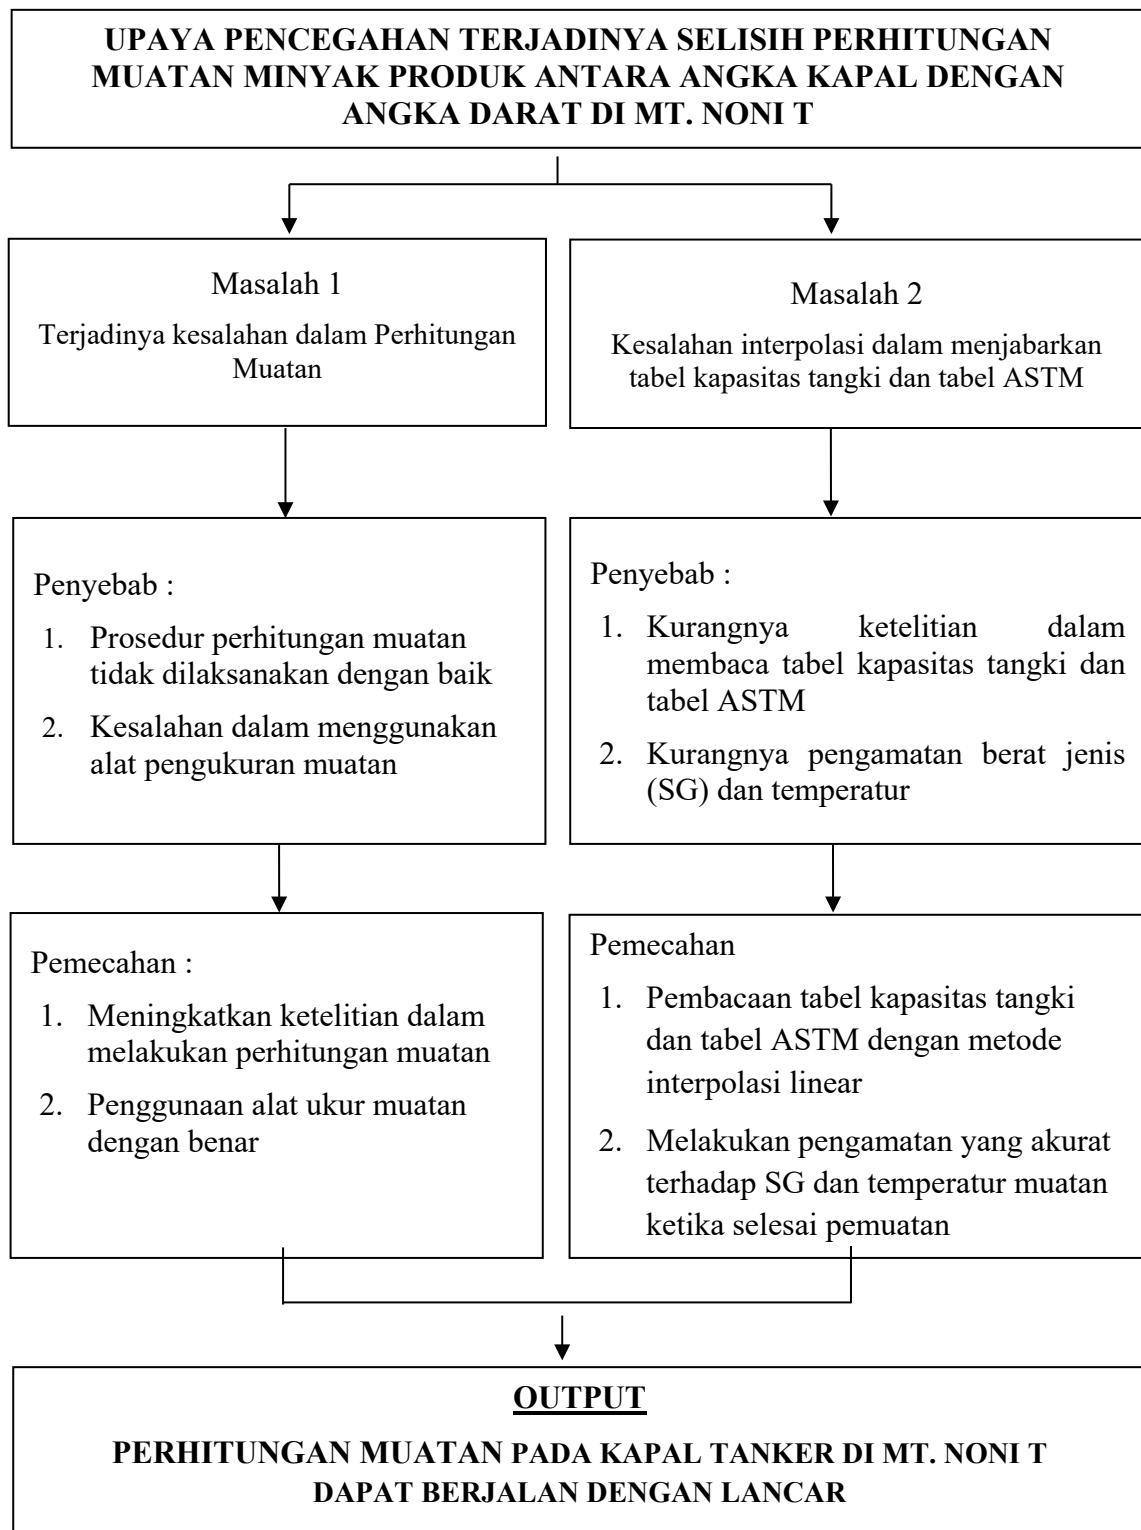 UPAYA PENCEGAHAN TERJADINYA SELISIH PERHITUNGAN
MUATAN MINYAK PRODUK ANTARA ANGKA KAPAL DENGAN
ANGKA DARAT DI MT. NONI T
Masalah 1
Terjadinya kesalahan dalam Perhitungan
Muatan
Masalah 2
Kesalahan interpolasi dalam menjabarkan
tabel kapasitas tangki dan tabel ASTM
Penyebab :
1. Prosedur perhitungan muatan
tidak dilaksanakan dengan baik
2. Kesalahan dalam menggunakan
alat pengukuran muatan
Penyebab :
1. Kurangnya ketelitian dalam
membaca tabel kapasitas tangki dan
tabel ASTM
2. Kurangnya pengamatan berat jenis
(SG) dan temperatur
Pemecahan :
1. Meningkatkan ketelitian dalam
melakukan perhitungan muatan
2. Penggunaan alat ukur muatan
dengan benar
Pemecahan
1. Pembacaan tabel kapasitas tangki
dan tabel ASTM dengan metode
interpolasi linear
2. Melakukan pengamatan yang akurat
terhadap SG dan temperatur muatan
ketika selesai pemuatan
OUTPUT
PERHITUNGAN MUATAN PADA KAPAL TANKER DI MT. NONI T
DAPAT BERJALAN DENGAN LANCAR